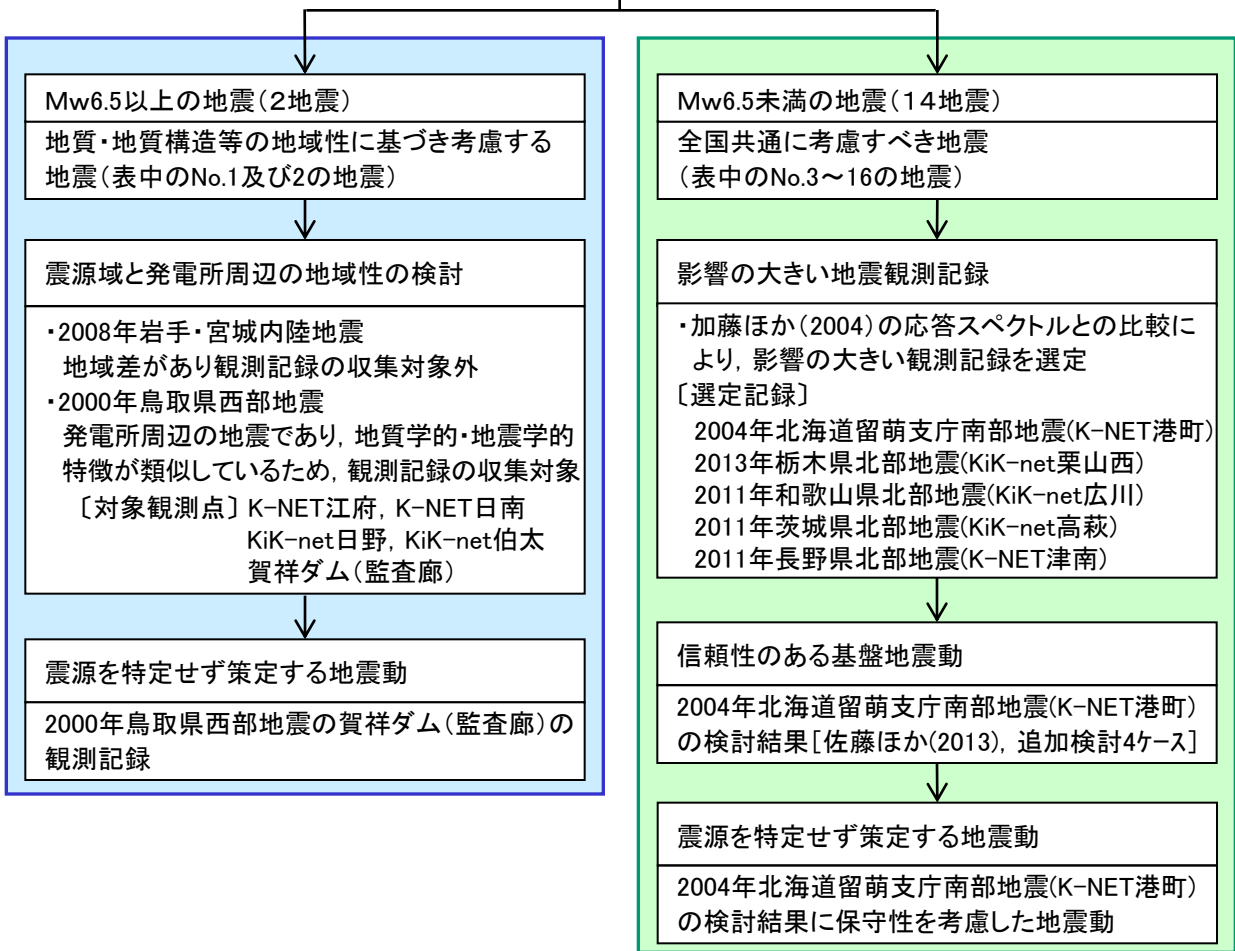 Mw6.5以上の地震(2地震)
地質・地質構造等の地域性に基づき考慮する
地震(表中のNo.1及び2の地震)
震源域と発電所周辺の地域性の検討
・2008年岩手・宮城内陸地震
地域差があり観測記録の収集対象外
・2000年鳥取県西部地震
発電所周辺の地震であり,地質学的・地震学的
特徴が類似しているため,観測記録の収集対象
〔対象観測点〕K-NET江府,K-NET日南
KiK-net日野,KiK-net伯太
賀祥ダム(監査廊)
震源を特定せず策定する地震動
2000年鳥取県西部地震の賀祥ダム(監査廊)の
観測記録
Mw6.5未満の地震(14地震)
全国共通に考慮すべき地震
(表中のNo.3~16の地震)
影響の大きい地震観測記録
・加藤ほか(2004)の応答スペクトルとの比較に
より,影響の大きい観測記録を選定
〔選定記録〕
2004年北海道留萌支庁南部地震(K-NET港町)
2013年栃木県北部地震(KiK-net栗山西)
2011年和歌山県北部地震(KiK-net広川)
2011年茨城県北部地震(KiK-net高萩)
2011年長野県北部地震(K-NET津南)
信頼性のある基盤地震動
2004年北海道留萌支庁南部地震(K-NET港町)
の検討結果[佐藤ほか(2013),追加検討4ケース]
震源を特定せず策定する地震動
2004年北海道留萌支庁南部地震(K-NET港町)
の検討結果に保守性を考慮した地震動